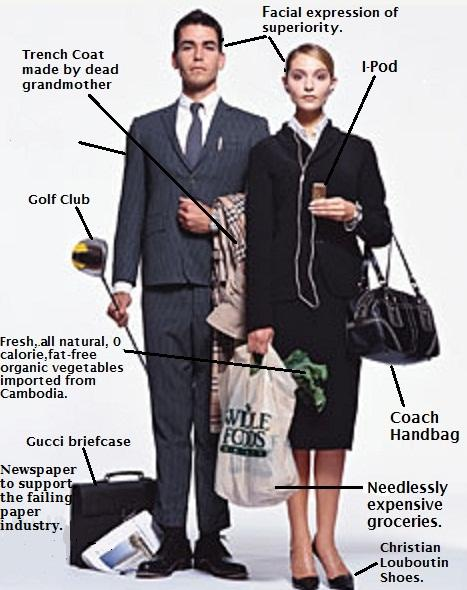 Facial expression of
superiority.
Trench Coat
made by dead
grandmother
I-Pod
Golf Club
Fresh, all natural, 0
calorie,fat-free
organic vegetables
imported from
Cambodia.
Coach
Handbag
Gucci briefcase
Newspaper
to support
the failing
paper
industry.
Needlessly
expensive
groceries.
Christian
Louboutin
Shoes.
FOODS